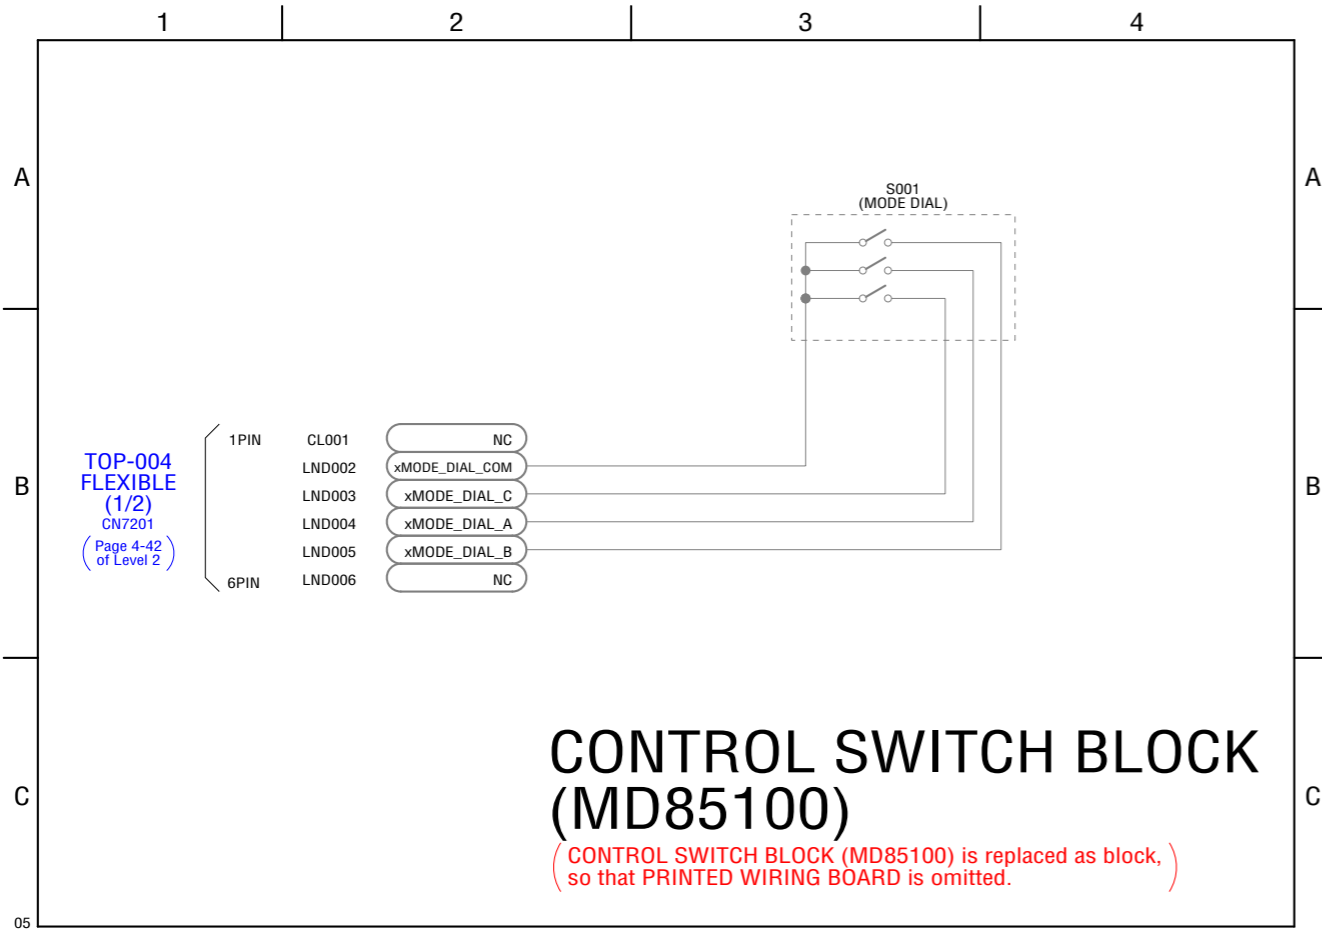 1 2 3 4
A A
S001
(MODE DIAL)
1PIN CL001 NC
LND002 xMODE_DIAL_COM
LND003 xMODE_DIAL_C
LND004 xMODE_DIAL_A
LND005 xMODE_DIAL_B
6PIN LND006 NC
TOP-004
FLEXIBLE
(1/2)
CN7201
(Page 4-42
of Level 2)
B B
CONTROL SWITCH BLOCK
(MD85100)
(CONTROL SWITCH BLOCK (MD85100) is replaced as block,
so that PRINTED WIRING BOARD is omitted.)
C C
05